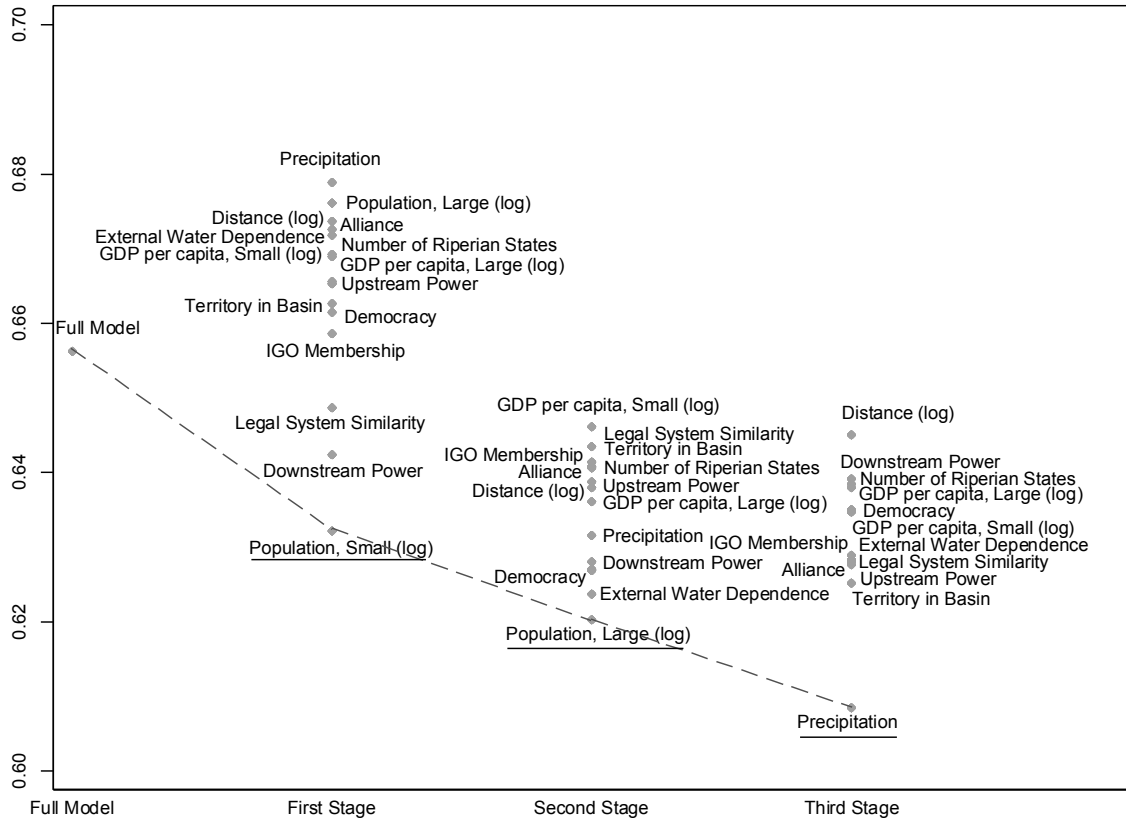 0.70
0.68
0.66
0.64
0.62
0.60
Full Model
Precipitation
Population, Large (log)
Distance (log)
Alliance
External Water Dependence
Number of Riperian States
GDP per capita, Small (log)
GDP per capita, Large (log)
Upstream Power
Territory in Basin
Democracy
IGO Membership
Legal System Similarity
Downstream Power
Population, Small (log)
GDP per capita, Small (log)
Legal System Similarity
Territory in Basin
IGO Membership
Number of Riperian States
Alliance
Upstream Power
Distance (log)
GDP per capita, Large (log)
Precipitation
Downstream Power
Democracy
External Water Dependence
Population, Large (log)
Distance (log)
Downstream Power
Number of Riperian States
GDP per capita, Large (log)
Democracy
GDP per capita, Small (log)
IGO Membership
External Water Dependence
Legal System Similarity
Alliance
Upstream Power
Territory in Basin
Precipitation
Full Model
First Stage
Second Stage
Third Stage